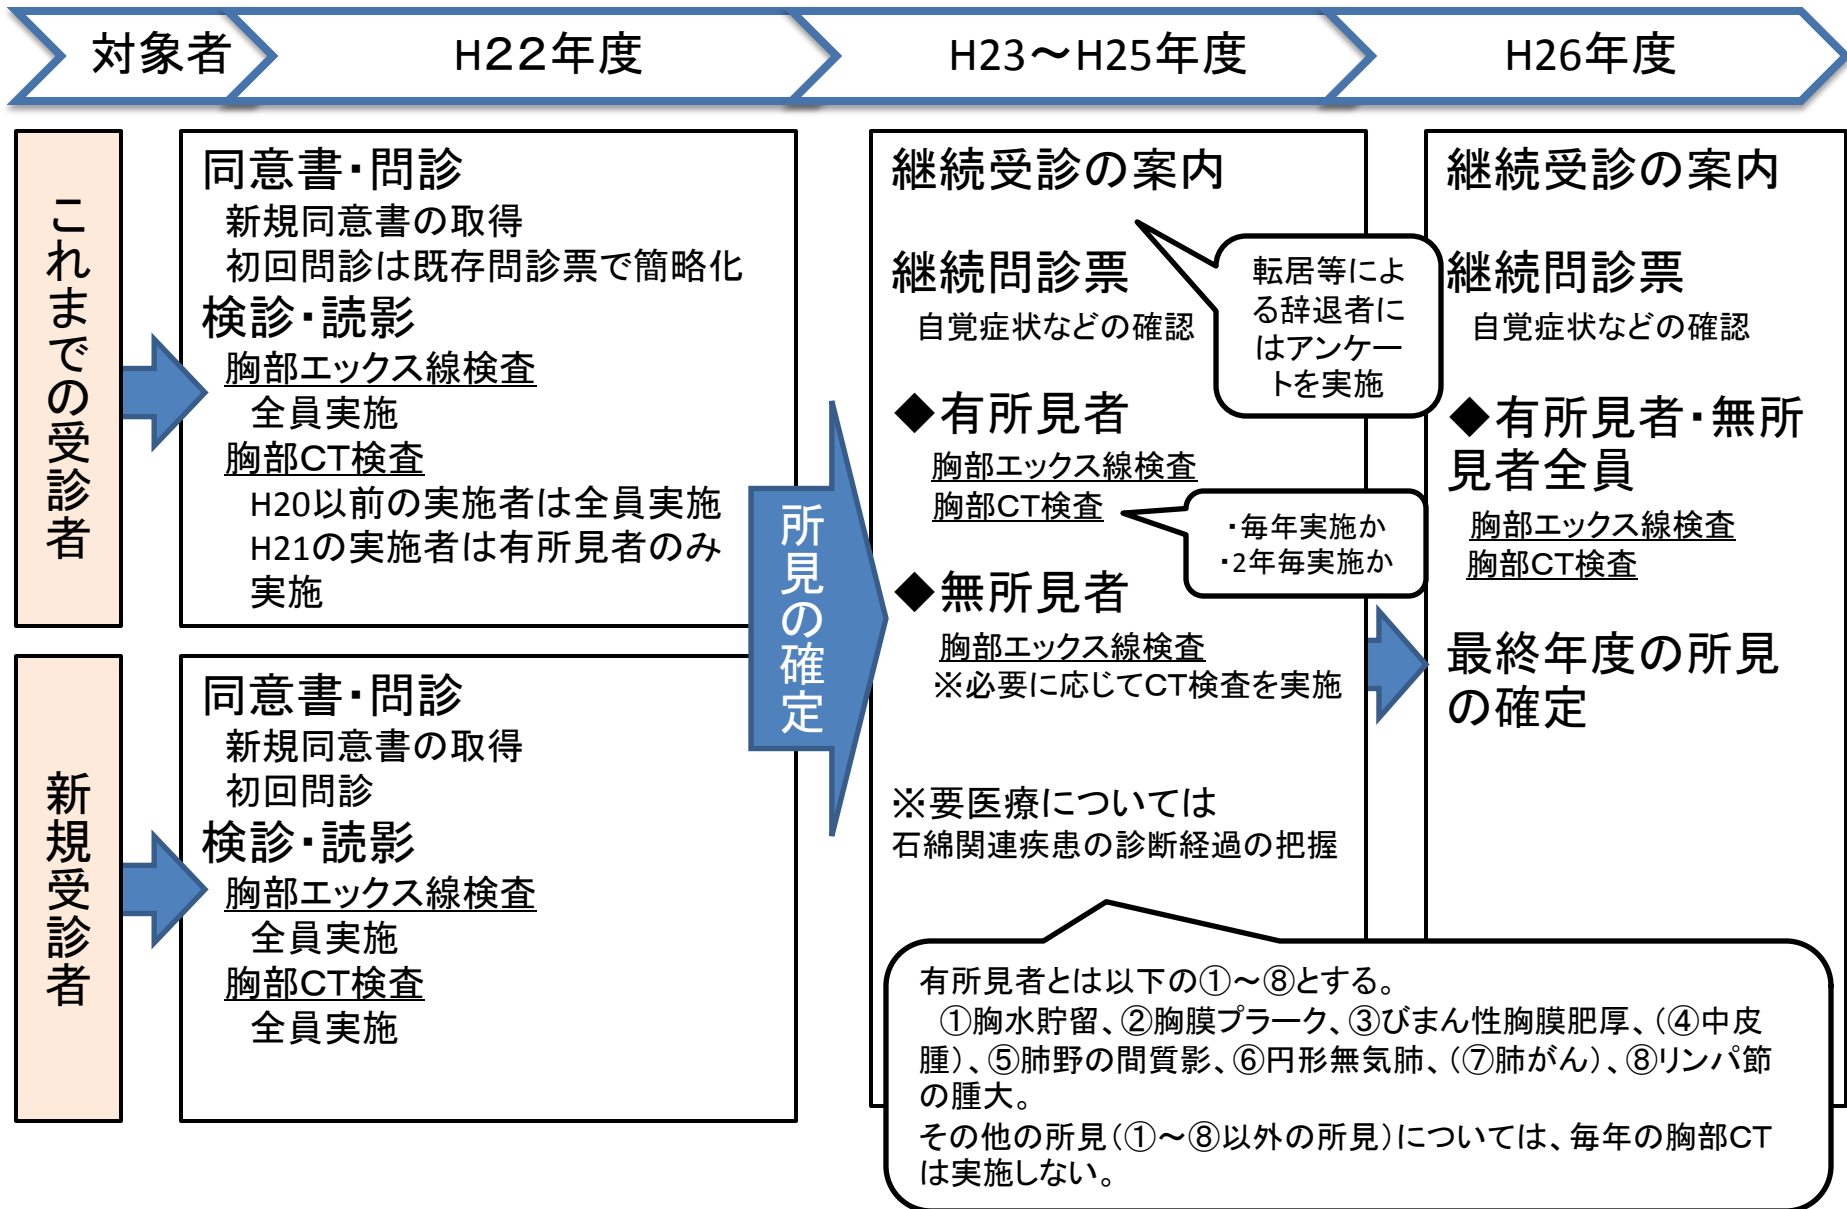 対象者
H22年度
H23～H25年度
H26年度
これまでの受診者
同意書・問診
新規同意書の取得
初回問診は既存問診票で簡略化
検診・読影
胸部エックス線検査
全員実施
胸部CT検査
H20以前の実施者は全員実施
H21の実施者は有所見者のみ
実施
新規受診者
同意書・問診
新規同意書の取得
初回問診
検診・読影
胸部エックス線検査
全員実施
胸部CT検査
全員実施
所見の確定
継続受診の案内
継続問診票
自覚症状などの確認
転居等によ
る辞退者に
はアンケー
トを実施
◆有所見者
胸部エックス線検査
胸部CT検査
・毎年実施か
・2年毎実施か
◆無所見者
胸部エックス線検査
※必要に応じてCT検査を実施
※要医療については
石綿関連疾患の診断経過の把握
継続受診の案内
継続問診票
自覚症状などの確認
◆有所見者・無所
見者全員
胸部エックス線検査
胸部CT検査
最終年度の所見
の確定
有所見者とは以下の①～⑧とする。
①胸水貯留、②胸膜プラーク、③びまん性胸膜肥厚、（④中皮
腫）、⑤肺野の間質影、⑥円形無気肺、（⑦肺がん）、⑧リンパ節
の腫大。
その他の所見（①～⑧以外の所見）については、毎年の胸部CT
は実施しない。